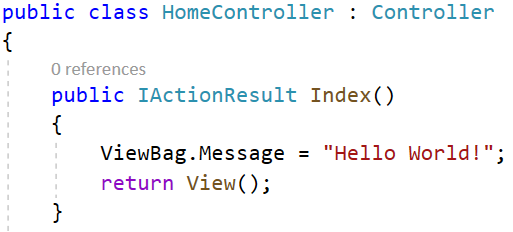 public class HomeController : Controller
{
0 references
public IActionResult Index()
{
ViewBag.Message = "Hello World!";
return View();
}